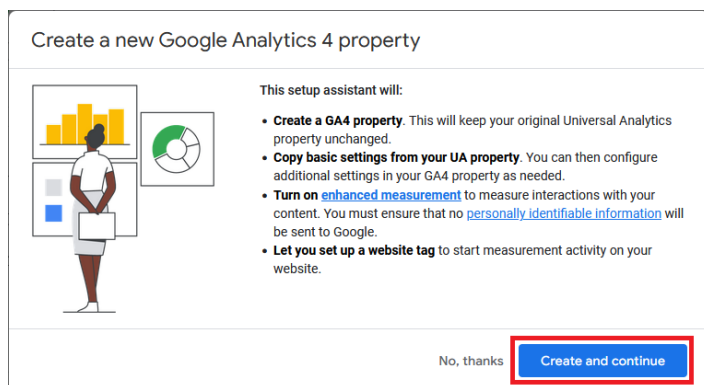 Create a new Google Analytics 4 property
This setup assistant will:
• Create a GA4 property. This will keep your original Universal Analytics
property unchanged.
• Copy basic settings from your UA property. You can then configure
additional settings in your GA4 property as needed.
• Turn on enhanced measurement to measure interactions with your
content. You must ensure that no personally identifiable information will
be sent to Google.
• Let you set up a website tag to start measurement activity on your
website.
No, thanks
Create and continue